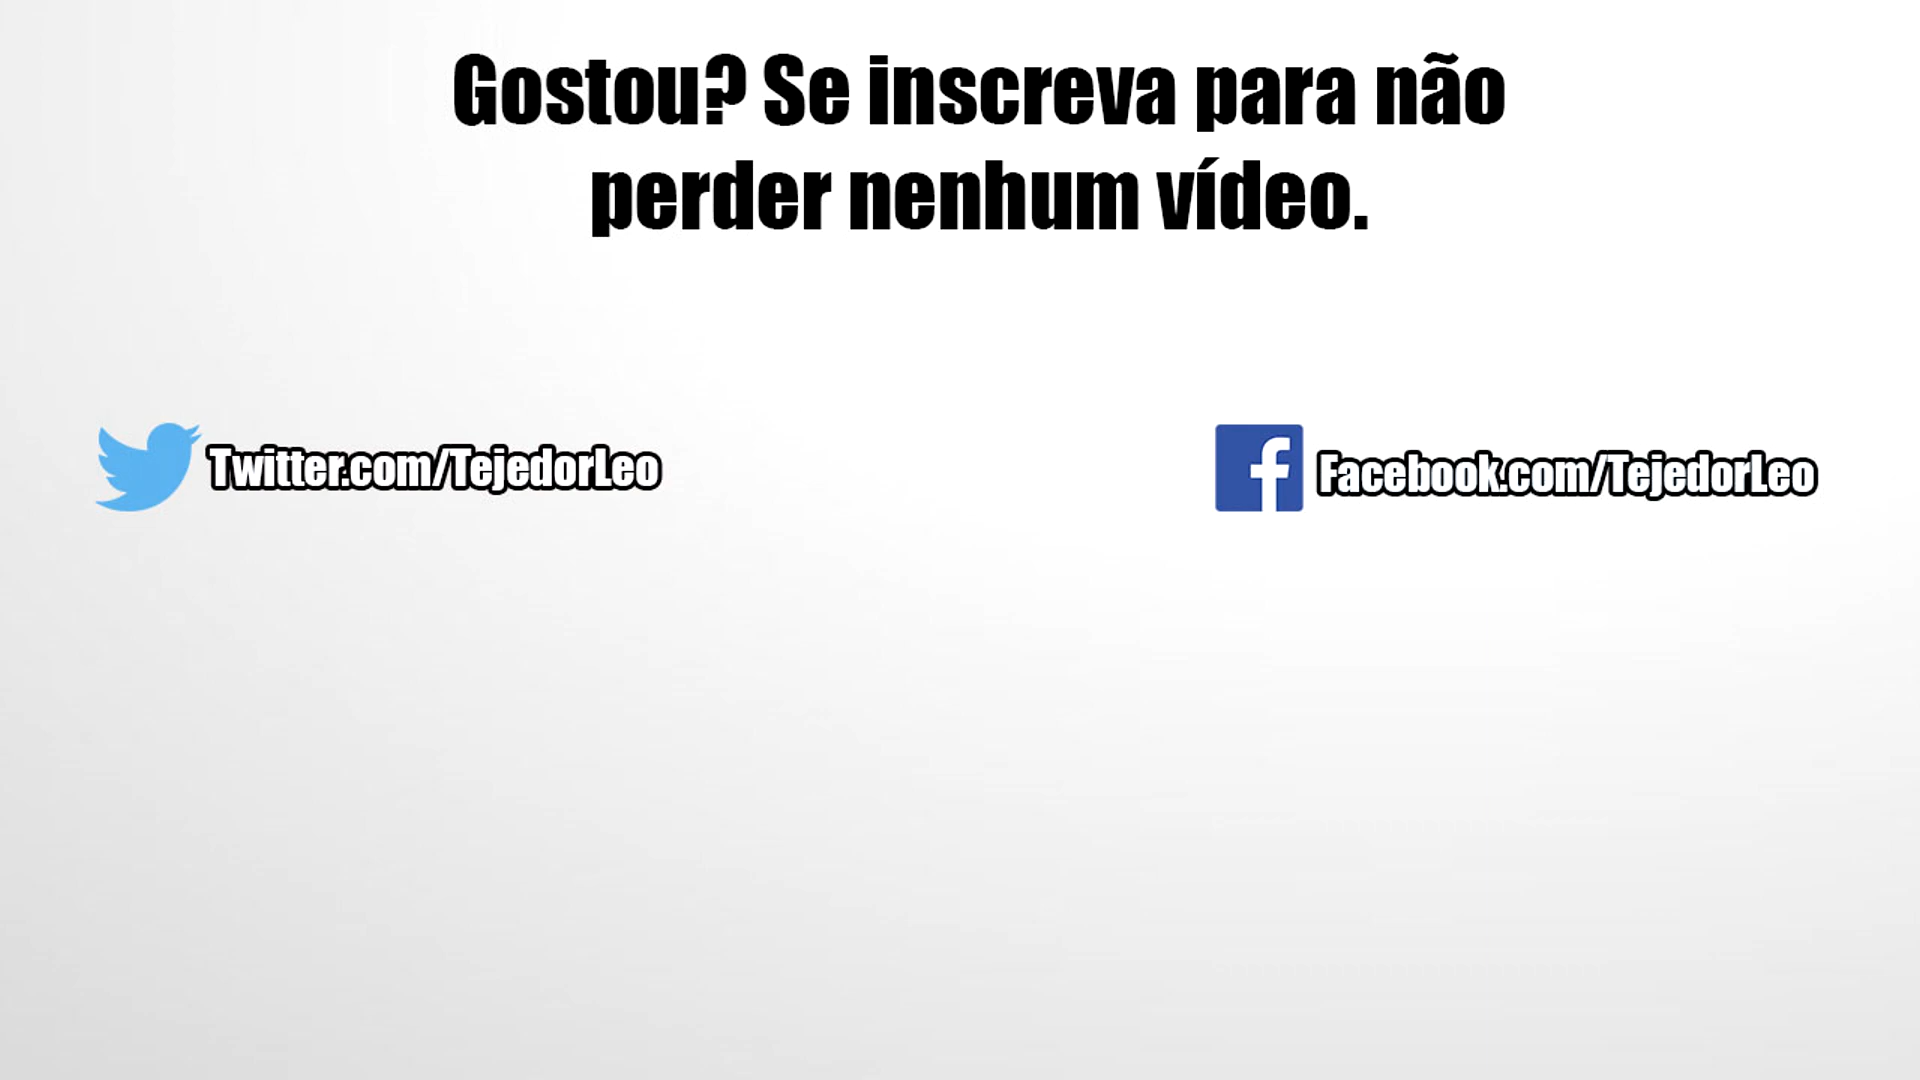 Gostou? Se inscreva para não
perder nenhum vídeo.
Twitter.com/TejedorLeo
Facebook.com/TejedorLeo